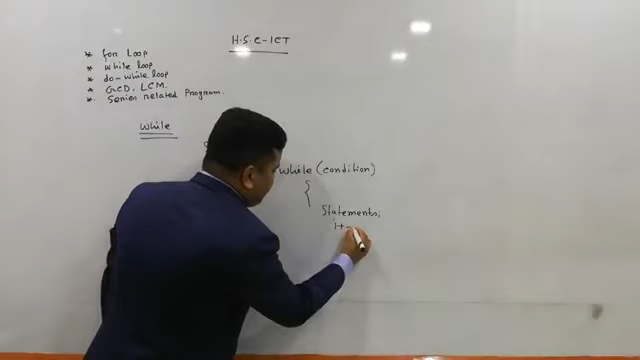 H.S.C-ICT
* for Loop
* while loop
* do-while loop
* GCD, LCM.
* Series related Program.
While
while (condition)
{
Statements;
i+